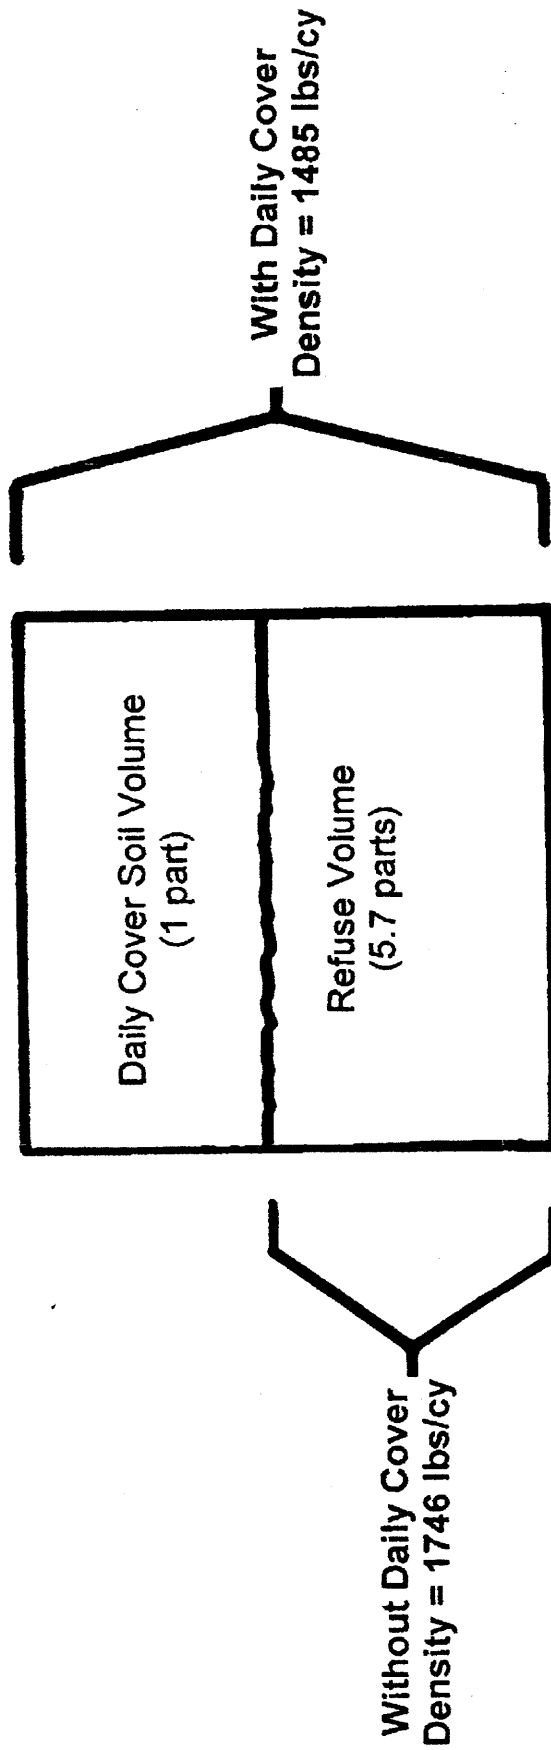 Without Daily Cover
Density = 1746 lbs/cy
Daily Cover Soil Volume
(1 part)
Refuse Volume
(5.7 parts)
With Daily Cover
Density = 1485 lbs/cy